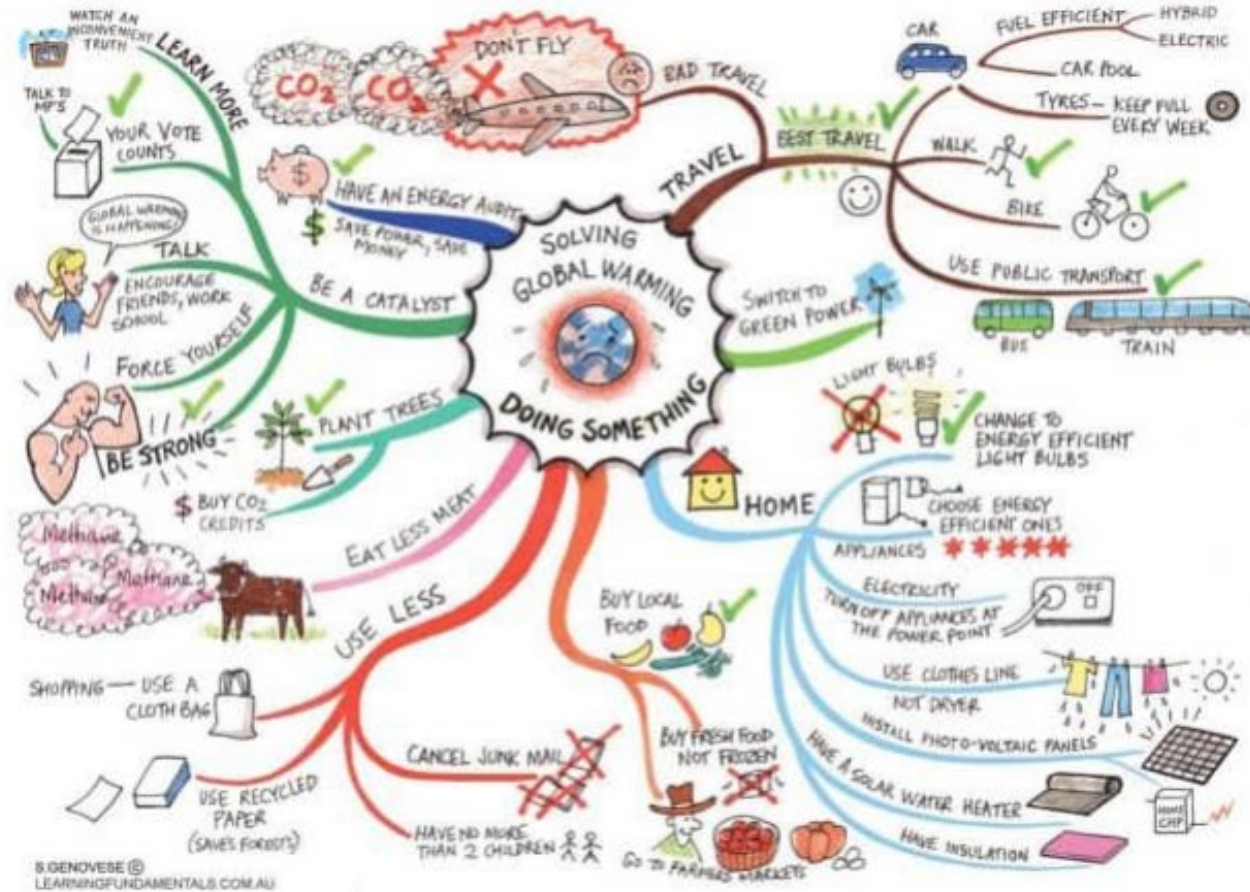 SOLVING
GLOBAL WARMING
DOING SOMETHING
TRAVEL
BAD TRAVEL
DON'T FLY
CO2
CO2
BEST TRAVEL
CAR
FUEL EFFICIENT
HYBRID
ELECTRIC
CAR POOL
TYRES - KEEP FULL
EVERY WEEK
WALK
BIKE
USE PUBLIC TRANSPORT
BUS
TRAIN
SWITCH TO
GREEN POWER
HOME
LIGHT BULBS
CHANGE TO
ENERGY EFFICIENT
LIGHT BULBS
CHOOSE ENERGY
EFFICIENT ONES
APPLIANCES
ELECTRICITY
TURN OFF APPLIANCES AT
THE POWER POINT
OFF
USE CLOTHES LINE
NOT DRYER
INSTALL PHOTO-VOLTAIC PANELS
HOME
CHP
HAVE A SOLAR WATER HEATER
HAVE INSULATION
BUY LOCAL
FOOD
BUY FRESH FOOD
NOT FROZEN
GO TO FARMERS MARKETS
USE LESS
SHOPPING — USE A
CLOTH BAG
USE RECYCLED
PAPER
(SAVES FORESTS)
CANCEL JUNK MAIL
HAVE NO MORE
THAN 2 CHILDREN
EAT LESS MEAT
Methane
Methane
Methane
PLANT TREES
$ BUY CO2
CREDITS
BE A CATALYST
LEARN MORE
WATCH AN
INCONVENIENT
TRUTH
YOUR VOTE
COUNTS
TALK TO
MP'S
TALK
GLOBAL WARMING
IS HAPPENING!
ENCOURAGE
FRIENDS, WORK
SCHOOL
FORCE YOURSELF
BE STRONG
HAVE AN ENERGY AUDIT
$ SAVE POWER, SAVE
MONEY
$
S.GENOVESE ©
LEARNINGFUNDAMENTALS.COM.AU